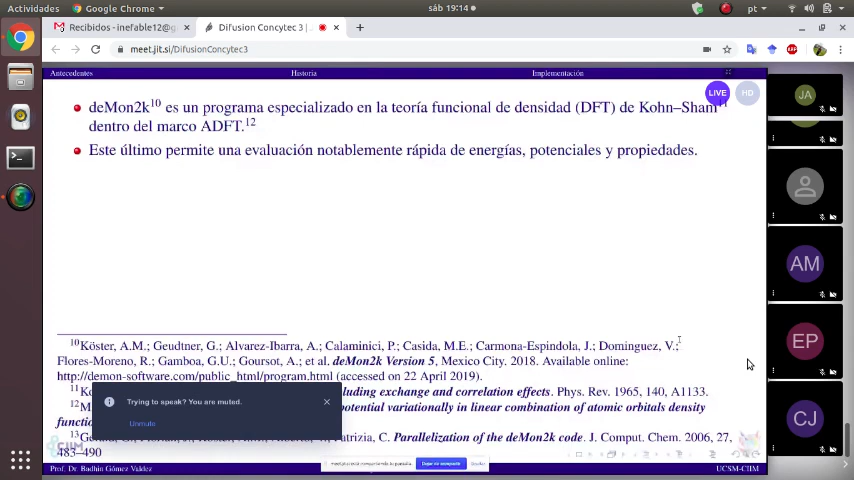 Actividades
Google Chrome
sáb 19:14
pt
Recibidos - inefable12@g
Difusion Concytec 3 |
meet.jit.si/DifusionConcytec3
Antecedentes
Historia
Implementación
LIVE
HD
deMon2k10 es un programa especializado en la teoría funcional de densidad (DFT) de Kohn–Sham11
dentro del marco ADFT.12
Este último permite una evaluación notablemente rápida de energías, potenciales y propiedades.
JA
AM
EP
CJ
10Köster, A.M.; Geudtner, G.; Alvarez-Ibarra, A.; Calaminici, P.; Casida, M.E.; Carmona-Espindola, J.; Dominguez, V.;
Flores-Moreno, R.; Gamboa, G.U.; Goursot, A.; et al. deMon2k Version 5, Mexico City. 2018. Available online:
http://demon-software.com/public_html/program.html (accessed on 22 April 2019).
11Ko
luding exchange and correlation effects. Phys. Rev. 1965, 140, A1133.
12M
potential variationally in linear combination of atomic orbitals density
functio
Trying to speak? You are muted.
Unmute
13
Patrizia, C. Parallelization of the deMon2k code. J. Comput. Chem. 2006, 27,
483–490
Prof. Dr. Badhin Gómez Valdez
UCSM-CIIM